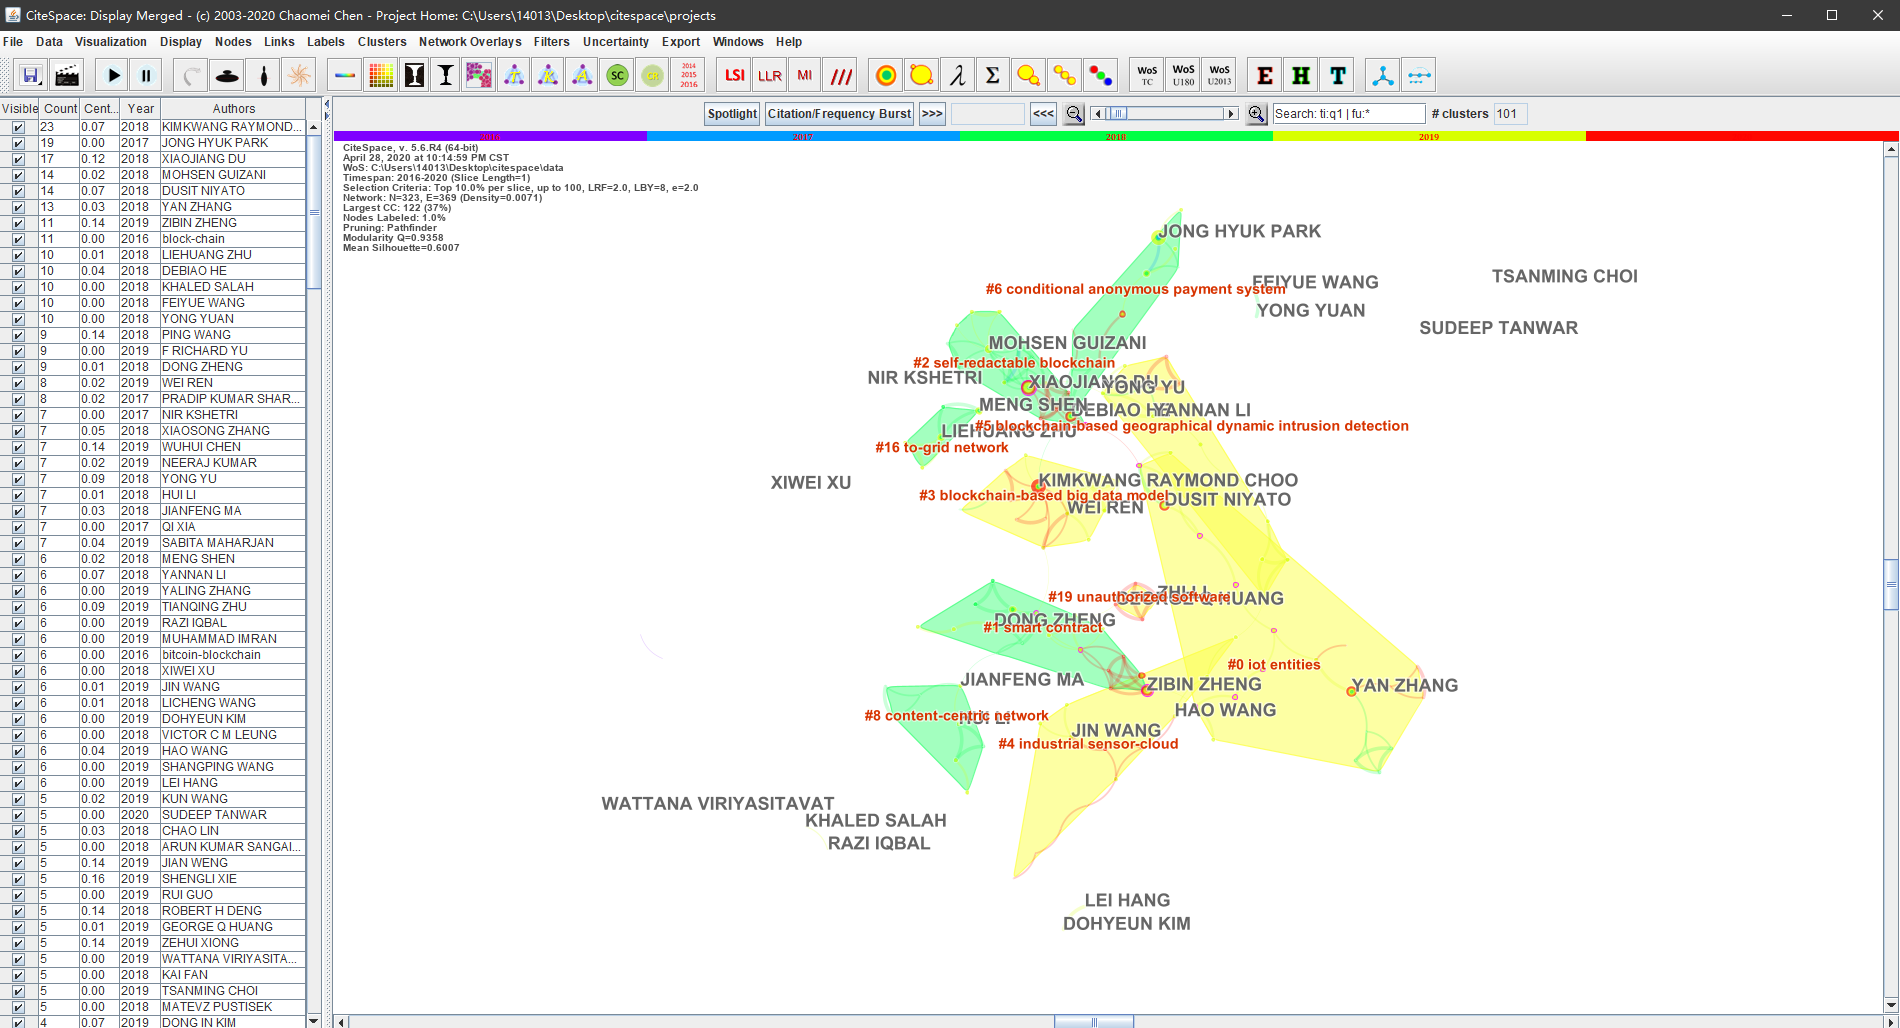 CiteSpace: Display Merged - (c) 2003-2020 Chaomei Chen - Project Home: C:\Users\14013\Desktop\citespace\projects
File Data Visualization Display Nodes Links Labels Clusters Network Overlays Filters Uncertainty Export Windows Help
T K A SC CR 2014 2015 2016 LSI LLR MI λ Σ WoS TC WoS U180 WoS U2013 E H T
Spotlight Citation/Frequency Burst >>> <<< Search: ti:q1 | fu:* # clusters 101
2016 2017 2018 2019
Visible Count Cent... Year Authors
23 0.07 2018 KIMKWANG RAYMOND...
19 0.00 2017 JONG HYUK PARK
17 0.12 2018 XIAOJIANG DU
14 0.02 2018 MOHSEN GUIZANI
14 0.07 2018 DUSIT NIYATO
13 0.03 2018 YAN ZHANG
11 0.14 2019 ZIBIN ZHENG
11 0.00 2016 block-chain
10 0.01 2018 LIEHUANG ZHU
10 0.04 2018 DEBIAO HE
10 0.00 2018 KHALED SALAH
10 0.00 2018 FEIYUE WANG
10 0.00 2018 YONG YUAN
9 0.14 2018 PING WANG
9 0.00 2019 F RICHARD YU
9 0.01 2018 DONG ZHENG
8 0.02 2019 WEI REN
8 0.02 2017 PRADIP KUMAR SHAR...
7 0.00 2017 NIR KSHETRI
7 0.05 2018 XIAOSONG ZHANG
7 0.14 2019 WUHUI CHEN
7 0.02 2019 NEERAJ KUMAR
7 0.09 2018 YONG YU
7 0.01 2018 HUI LI
7 0.03 2018 JIANFENG MA
7 0.00 2017 QI XIA
7 0.04 2019 SABITA MAHARJAN
6 0.02 2018 MENG SHEN
6 0.07 2018 YANNAN LI
6 0.00 2019 YALING ZHANG
6 0.09 2019 TIANQING ZHU
6 0.00 2019 RAZI IQBAL
6 0.00 2019 MUHAMMAD IMRAN
6 0.00 2016 bitcoin-blockchain
6 0.00 2018 XIWEI XU
6 0.01 2019 JIN WANG
6 0.01 2018 LICHENG WANG
6 0.00 2019 DOHYEUN KIM
6 0.00 2018 VICTOR C M LEUNG
6 0.04 2019 HAO WANG
6 0.00 2019 SHANGPING WANG
6 0.00 2019 LEI HANG
5 0.02 2019 KUN WANG
5 0.00 2020 SUDEEP TANWAR
5 0.03 2018 CHAO LIN
5 0.00 2018 ARUN KUMAR SANGAI...
5 0.14 2019 JIAN WENG
5 0.16 2019 SHENGLI XIE
5 0.00 2019 RUI GUO
5 0.14 2018 ROBERT H DENG
5 0.01 2019 GEORGE Q HUANG
5 0.14 2019 ZEHUI XIONG
5 0.00 2019 WATTANA VIRIYASITA...
5 0.00 2018 KAI FAN
5 0.00 2019 TSANMING CHOI
5 0.00 2018 MATEVZ PUSTISEK
4 0.07 2019 DONG IN KIM
CiteSpace, v. 5.6.R4 (64-bit)
April 28, 2020 at 10:14:59 PM CST
WoS: C:\Users\14013\Desktop\citespace\data
Timespan: 2016-2020 (Slice Length=1)
Selection Criteria: Top 10.0% per slice, up to 100, LRF=2.0, LBY=8, e=2.0
Network: N=323, E=369 (Density=0.0071)
Largest CC: 122 (37%)
Nodes Labeled: 1.0%
Pruning: Pathfinder
Modularity Q=0.9358
Mean Silhouette=0.6007
JONG HYUK PARK
TSANMING CHOI
FEIYUE WANG
#6 conditional anonymous payment system
YONG YUAN
SUDEEP TANWAR
MOHSEN GUIZANI
#2 self-redactable blockchain
NIR KSHETRI
XIAOJIANG DU
YONG YU
MENG SHEN
DEBIAO HE
YANNAN LI
#5 blockchain-based geographical dynamic intrusion detection
LIEHUANG ZHU
#16 to-grid network
XIWEI XU
KIMKWANG RAYMOND CHOO
#3 blockchain-based big data model
DUSIT NIYATO
WEI REN
#19 unauthorized software
GEORGE Q HUANG
DONG ZHENG
#1 smart contract
#0 iot entities
JIANFENG MA
ZIBIN ZHENG
YAN ZHANG
HAO WANG
#8 content-centric network
HUI LI
JIN WANG
#4 industrial sensor-cloud
WATTANA VIRIYASITAVAT
KHALED SALAH
RAZI IQBAL
LEI HANG
DOHYEUN KIM